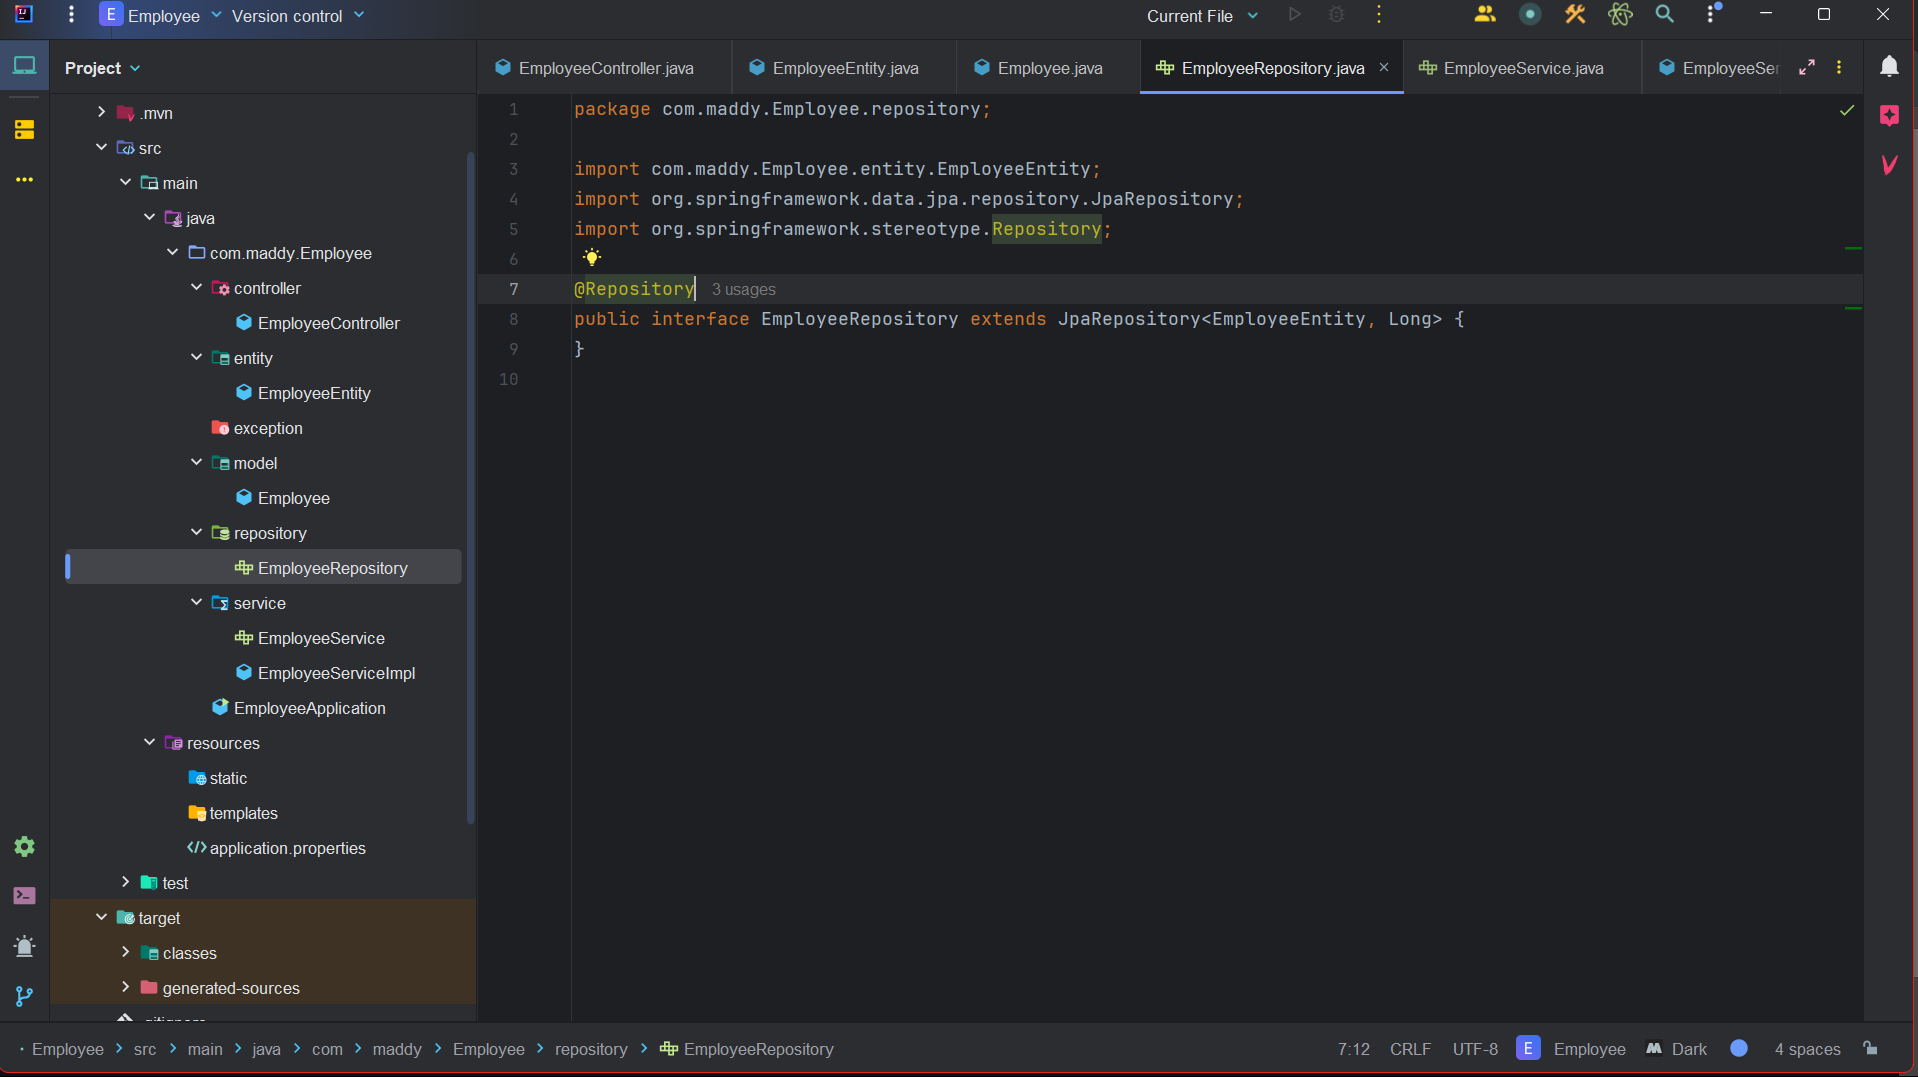 E Employee Version control Current File
Project
EmployeeController.java EmployeeEntity.java Employee.java EmployeeRepository.java EmployeeService.java EmployeeSer
.mvn
src
main
java
com.maddy.Employee
controller
EmployeeController
entity
EmployeeEntity
exception
model
Employee
repository
EmployeeRepository
service
EmployeeService
EmployeeServiceImpl
EmployeeApplication
resources
static
templates
application.properties
test
target
classes
generated-sources
1 package com.maddy.Employee.repository;
2
3 import com.maddy.Employee.entity.EmployeeEntity;
4 import org.springframework.data.jpa.repository.JpaRepository;
5 import org.springframework.stereotype.Repository;
6
7 @Repository 3 usages
8 public interface EmployeeRepository extends JpaRepository<EmployeeEntity, Long> {
9 }
10
Employee > src > main > java > com > maddy > Employee > repository > EmployeeRepository 7:12 CRLF UTF-8 E Employee Dark 4 spaces